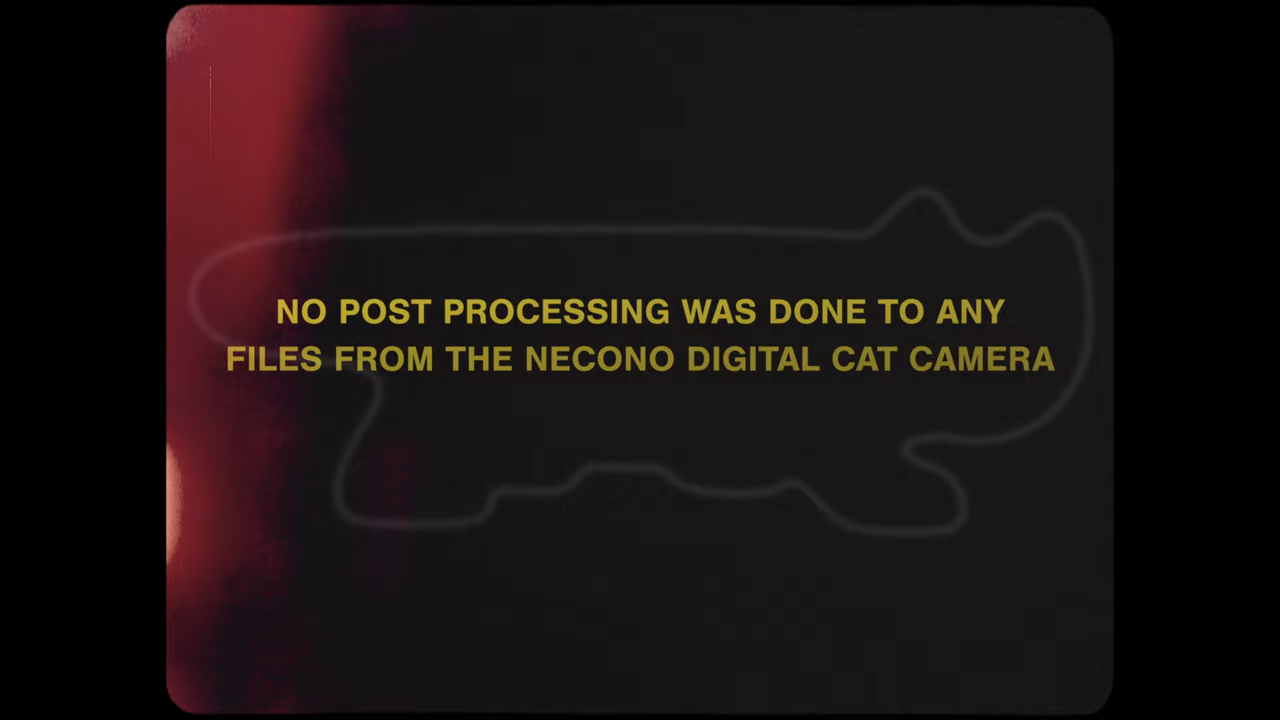 NO POST PROCESSING WAS DONE TO ANY
FILES FROM THE NECONO DIGITAL CAT CAMERA